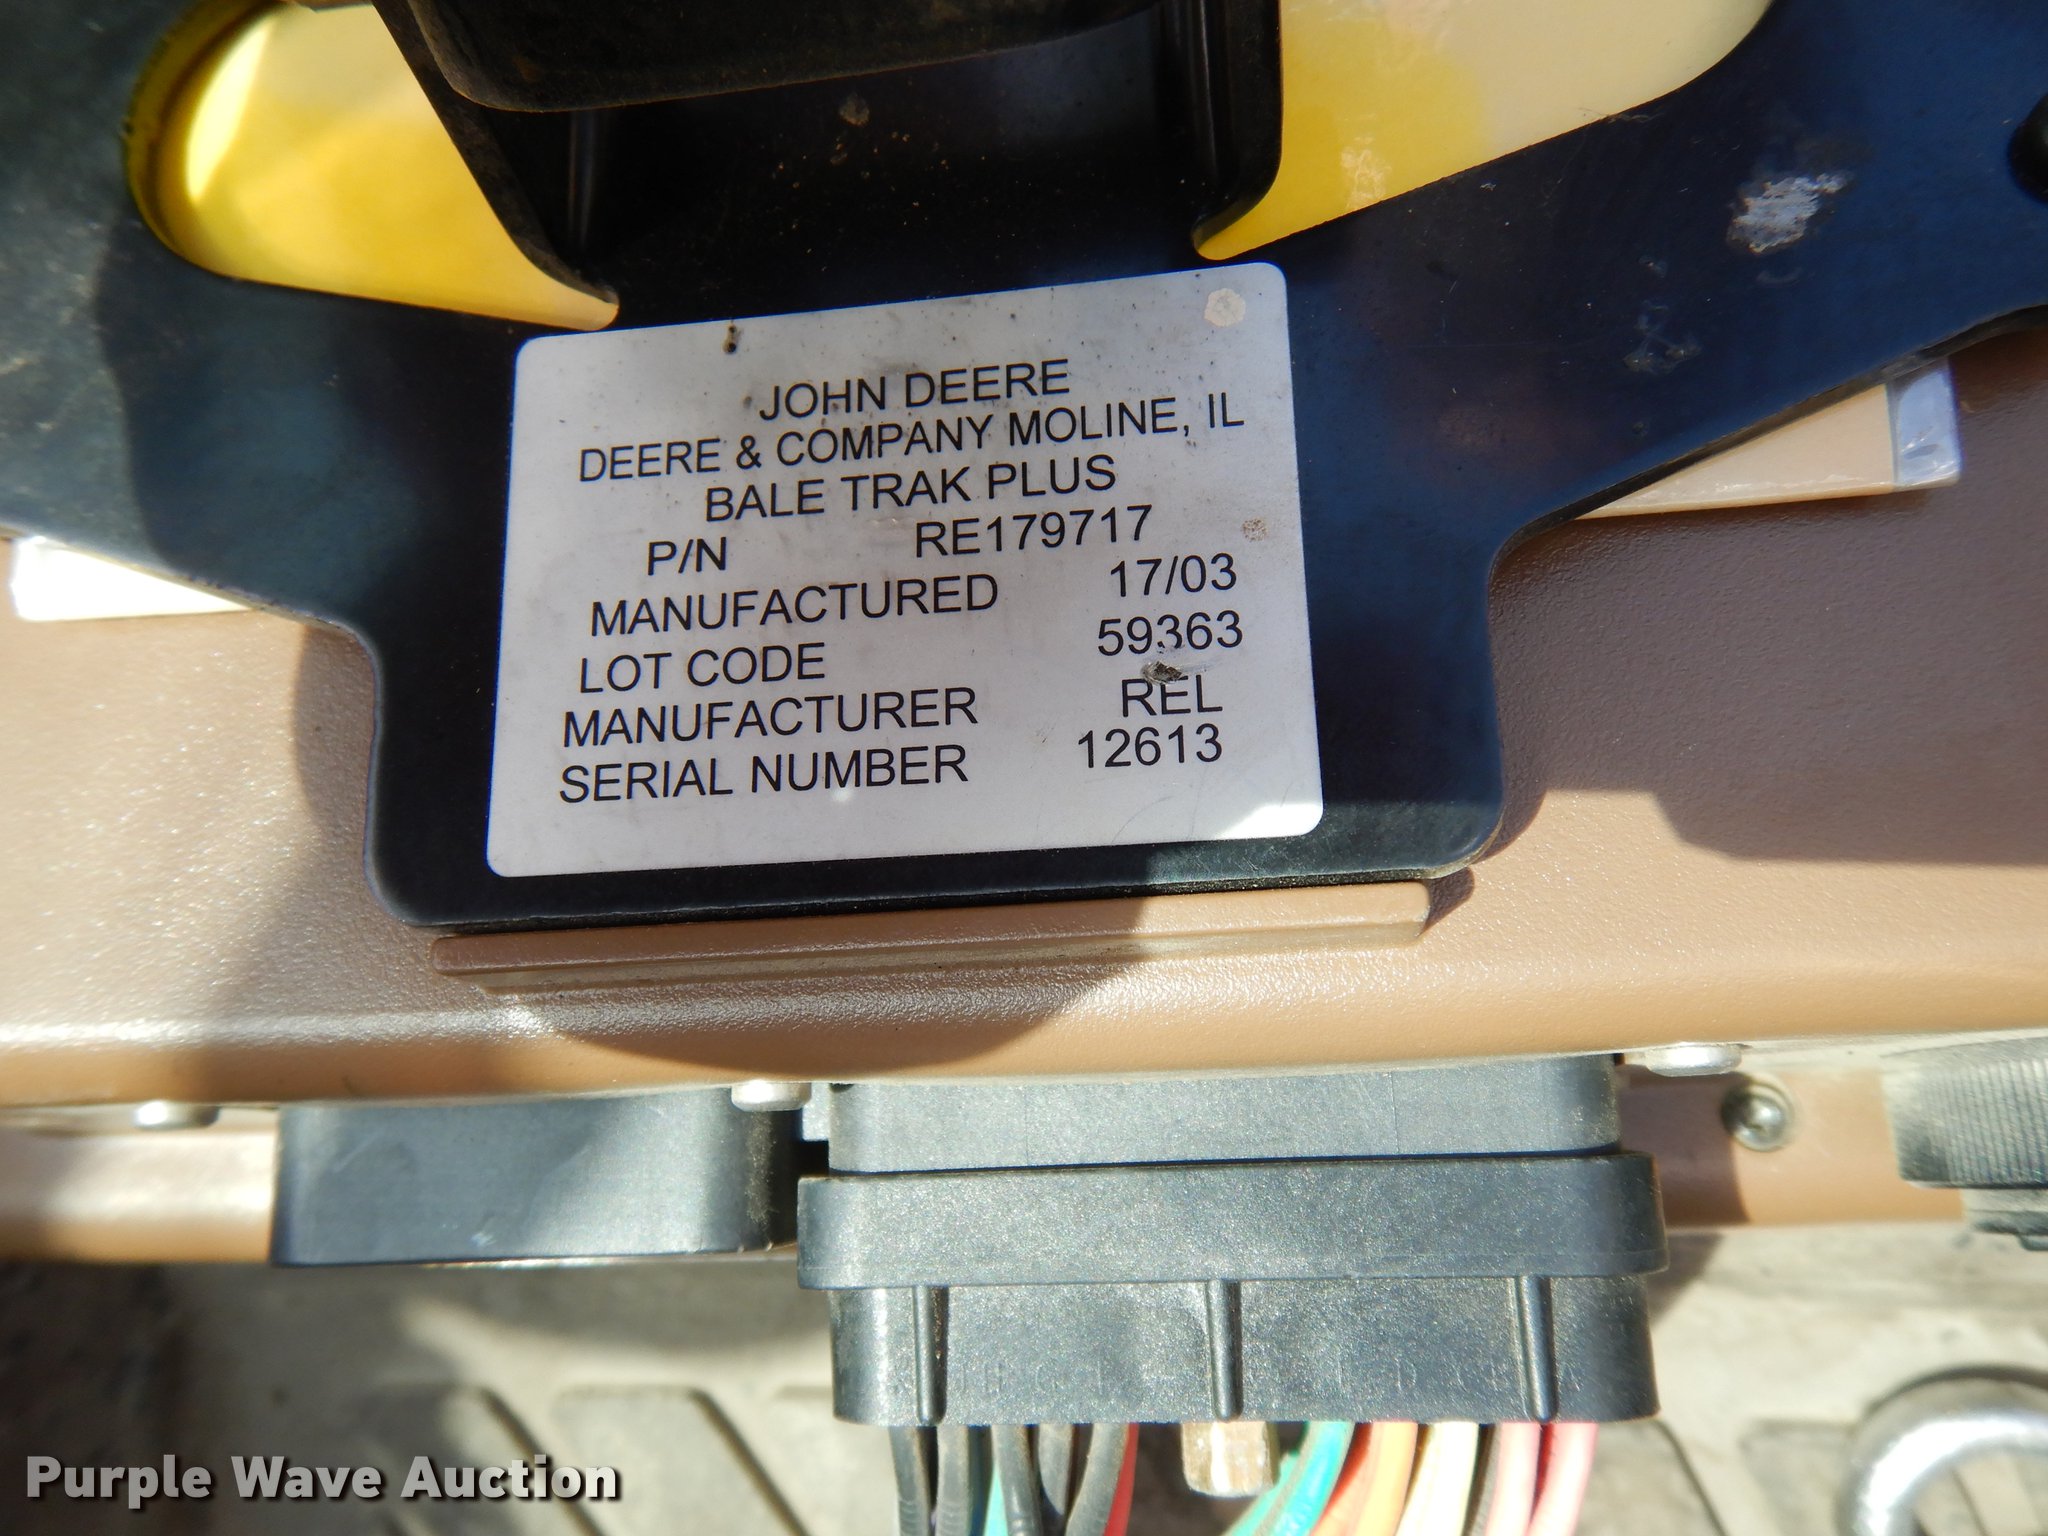 JOHN DEERE
DEERE & COMPANY MOLINE, IL
BALE TRAK PLUS
P/N RE179717
MANUFACTURED 17/03
LOT CODE 59363
MANUFACTURER REL
SERIAL NUMBER 12613
Purple Wave Auction